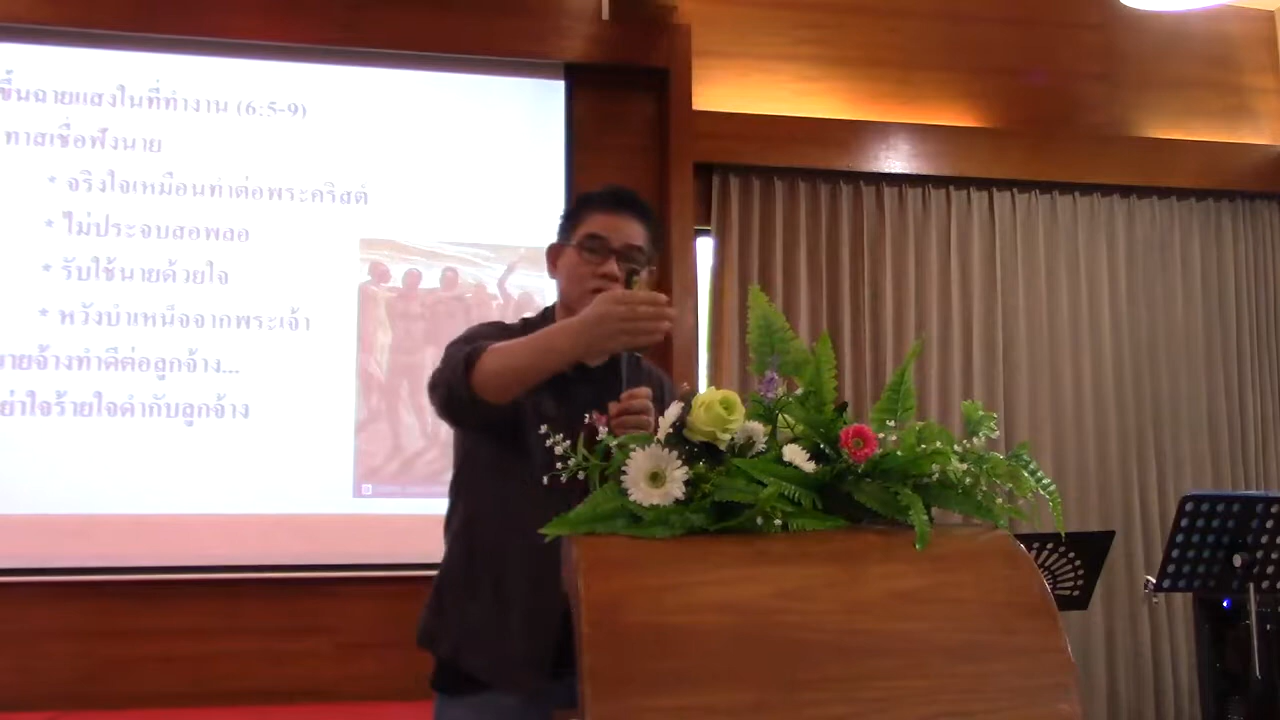 ขึ้นฉายแสงในที่ทำงาน (6:5-9)
ทาสเชื่อฟังนาย
* จริงใจเหมือนทำต่อพระคริสต์
* ไม่ประจบสอพลอ
* รับใช้นายด้วยใจ
* หวังบำเหน็จจากพระเจ้า
นายจ้างทำดีต่อลูกจ้าง...
ย่าใจร้ายใจดำกับลูกจ้าง